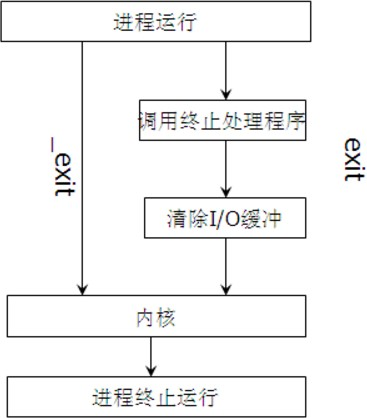 进程运行
调用终止处理程序
_exit
exit
清除I/O缓冲
内核
进程终止运行